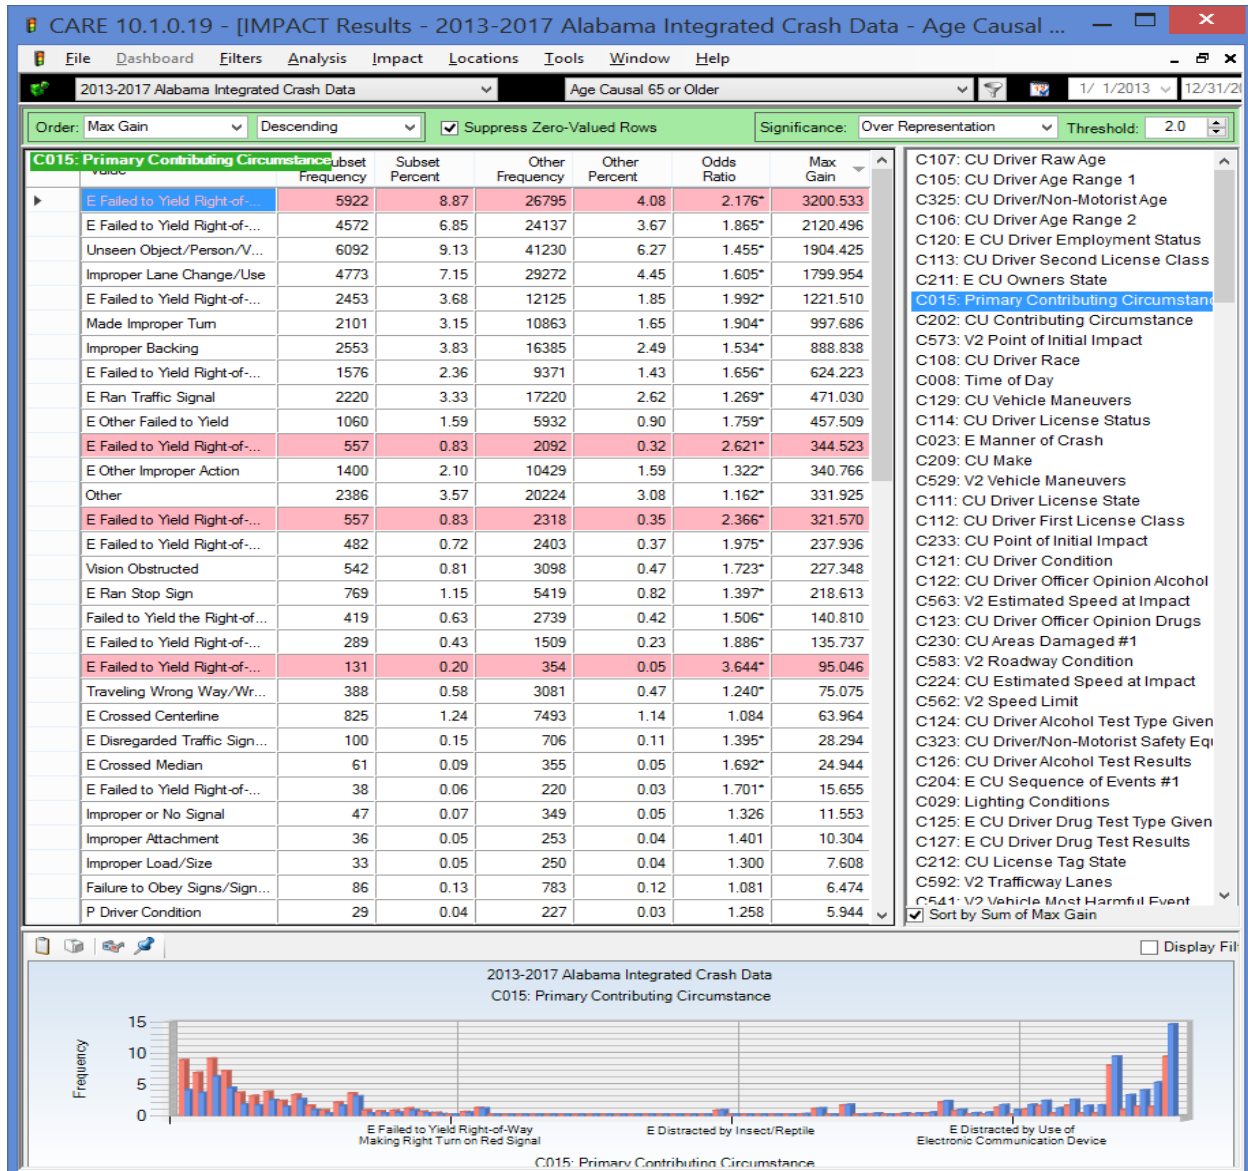 CARE 10.1.0.19 - [IMPACT Results - 2013-2017 Alabama Integrated Crash Data - Age Causal ...
File Dashboard Filters Analysis Impact Locations Tools Window Help
2013-2017 Alabama Integrated Crash Data Age Causal 65 or Older 1/ 1/2013 12/31/20
Order: Max Gain Descending Suppress Zero-Valued Rows Significance: Over Representation Threshold: 2.0
C015: Primary Contributing Circumstance
Subset Frequency Subset Percent Other Frequency Other Percent Odds Ratio Max Gain
E Failed to Yield Right-of-... 5922 8.87 26795 4.08 2.176* 3200.533
E Failed to Yield Right-of-... 4572 6.85 24137 3.67 1.865* 2120.496
Unseen Object/Person/V... 6092 9.13 41230 6.27 1.455* 1904.425
Improper Lane Change/Use 4773 7.15 29272 4.45 1.605* 1799.954
E Failed to Yield Right-of-... 2453 3.68 12125 1.85 1.992* 1221.510
Made Improper Turn 2101 3.15 10863 1.65 1.904* 997.686
Improper Backing 2553 3.83 16385 2.49 1.534* 888.838
E Failed to Yield Right-of-... 1576 2.36 9371 1.43 1.656* 624.223
E Ran Traffic Signal 2220 3.33 17220 2.62 1.269* 471.030
E Other Failed to Yield 1060 1.59 5932 0.90 1.759* 457.509
E Failed to Yield Right-of-... 557 0.83 2092 0.32 2.621* 344.523
E Other Improper Action 1400 2.10 10429 1.59 1.322* 340.766
Other 2386 3.57 20224 3.08 1.162* 331.925
E Failed to Yield Right-of-... 557 0.83 2318 0.35 2.366* 321.570
E Failed to Yield Right-of-... 482 0.72 2403 0.37 1.975* 237.936
Vision Obstructed 542 0.81 3098 0.47 1.723* 227.348
E Ran Stop Sign 769 1.15 5419 0.82 1.397* 218.613
Failed to Yield the Right-of... 419 0.63 2739 0.42 1.506* 140.810
E Failed to Yield Right-of-... 289 0.43 1509 0.23 1.886* 135.737
E Failed to Yield Right-of-... 131 0.20 354 0.05 3.644* 95.046
Traveling Wrong Way/Wr... 388 0.58 3081 0.47 1.240* 75.075
E Crossed Centerline 825 1.24 7493 1.14 1.084 63.964
E Disregarded Traffic Sign... 100 0.15 706 0.11 1.395* 28.294
E Crossed Median 61 0.09 355 0.05 1.692* 24.944
E Failed to Yield Right-of-... 38 0.06 220 0.03 1.701* 15.655
Improper or No Signal 47 0.07 349 0.05 1.326 11.553
Improper Attachment 36 0.05 253 0.04 1.401 10.304
Improper Load/Size 33 0.05 250 0.04 1.300 7.608
Failure to Obey Signs/Sign... 86 0.13 783 0.12 1.081 6.474
P Driver Condition 29 0.04 227 0.03 1.258 5.944
C107: CU Driver Raw Age
C105: CU Driver Age Range 1
C325: CU Driver/Non-Motorist Age
C106: CU Driver Age Range 2
C120: E CU Driver Employment Status
C113: CU Driver Second License Class
C211: E CU Owners State
C015: Primary Contributing Circumstanc
C202: CU Contributing Circumstance
C573: V2 Point of Initial Impact
C108: CU Driver Race
C008: Time of Day
C129: CU Vehicle Maneuvers
C114: CU Driver License Status
C023: E Manner of Crash
C209: CU Make
C529: V2 Vehicle Maneuvers
C111: CU Driver License State
C112: CU Driver First License Class
C233: CU Point of Initial Impact
C121: CU Driver Condition
C122: CU Driver Officer Opinion Alcohol
C563: V2 Estimated Speed at Impact
C123: CU Driver Officer Opinion Drugs
C230: CU Areas Damaged #1
C583: V2 Roadway Condition
C224: CU Estimated Speed at Impact
C562: V2 Speed Limit
C124: CU Driver Alcohol Test Type Given
C323: CU Driver/Non-Motorist Safety Equ
C126: CU Driver Alcohol Test Results
C204: E CU Sequence of Events #1
C029: Lighting Conditions
C125: E CU Driver Drug Test Type Given
C127: E CU Driver Drug Test Results
C212: CU License Tag State
C592: V2 Trafficway Lanes
C541: V2 Vehicle Most Harmful Event
Sort by Sum of Max Gain
Display Filt
2013-2017 Alabama Integrated Crash Data
C015: Primary Contributing Circumstance
Frequency
15
10
5
0
E Failed to Yield Right-of-Way
Making Right Turn on Red Signal
E Distracted by Insect/Reptile
E Distracted by Use of
Electronic Communication Device
C015: Primary Contributing Circumstance